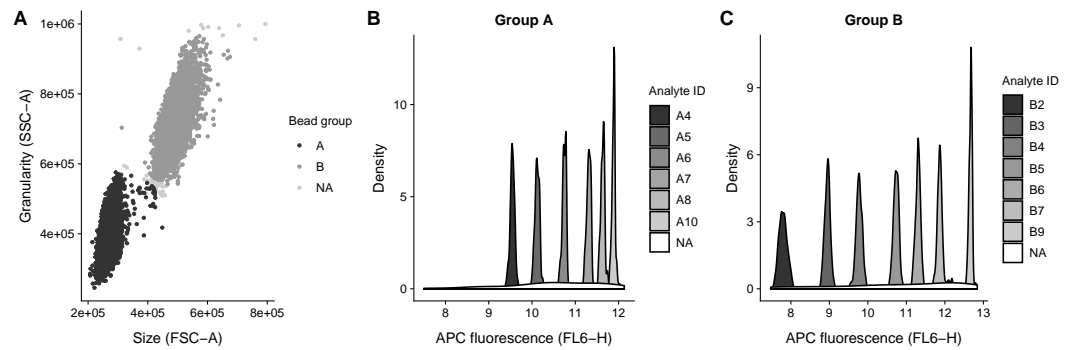 A
1e+06
8e+05
6e+05
4e+05
2e+05 4e+05 6e+05 8e+05
Granularity (SSC−A)
Size (FSC−A)
Bead group
A
B
NA
B
Group A
10
5
0
8 9 10 11 12
Density
APC fluorescence (FL6−H)
Analyte ID
A4
A5
A6
A7
A8
A10
NA
C
Group B
9
6
3
0
8 9 10 11 12 13
Density
APC fluorescence (FL6−H)
Analyte ID
B2
B3
B4
B5
B6
B7
B9
NA